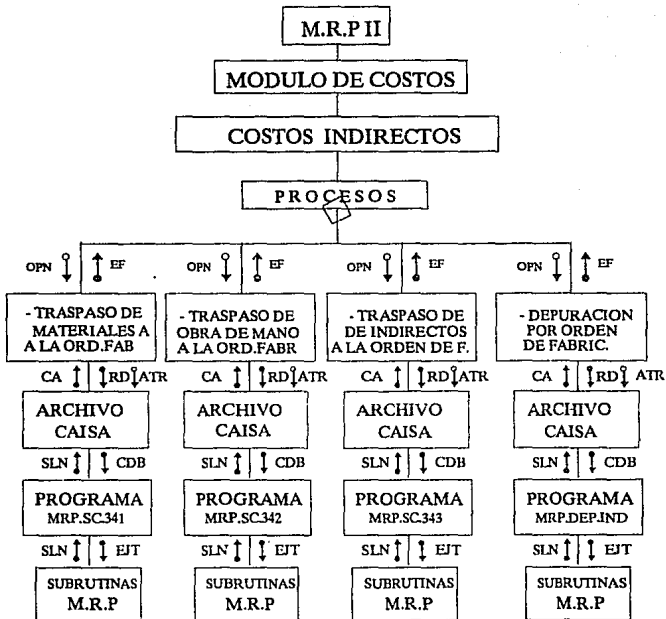 M.R.P II
MODULO DE COSTOS
COSTOS INDIRECTOS
PROCESOS
OPN EF OPN EF OPN EF OPN EF
- TRASPASO DE
MATERIALES A
A LA ORD.FAB
- TRASPASO DE
OBRA DE MANO
A LA ORD.FABR
- TRASPASO DE
DE INDIRECTOS
A LA ORDEN DE F.
- DEPURACION
POR ORDEN
DE FABRIC.
CA RD ATR CA RD ATR CA RD ATR CA RD ATR
ARCHIVO
CAISA
ARCHIVO
CAISA
ARCHIVO
CAISA
ARCHIVO
CAISA
SLN CDB SLN CDB SLN CDB SLN CDB
PROGRAMA
MRP.SC.341
PROGRAMA
MRP.SC.342
PROGRAMA
MRP.SC.343
PROGRAMA
MRP.DEP.IND
SLN EJT SLN EJT SLN EJT SLN EJT
SUBRUTINAS
M.R.P
SUBRUTINAS
M.R.P
SUBRUTINAS
M.R.P
SUBRUTINAS
M.R.P